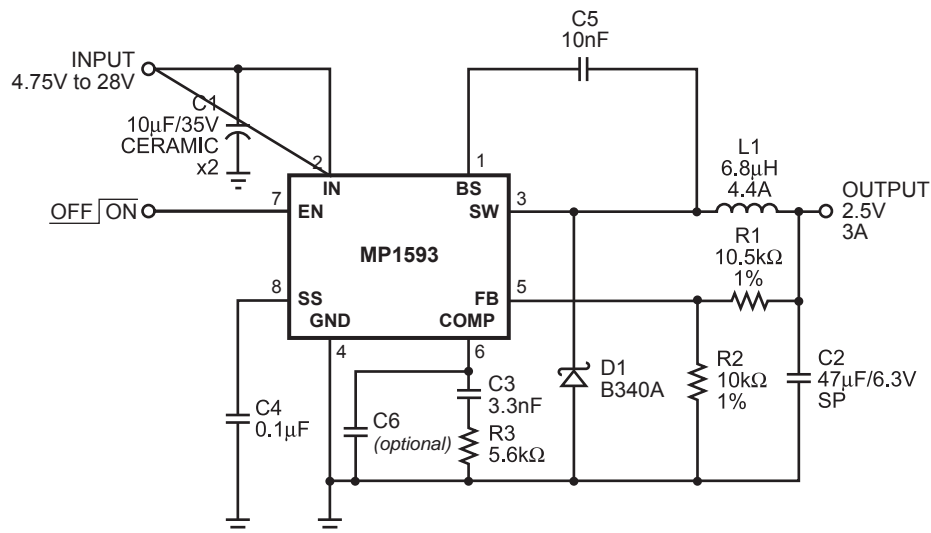 C5
10nF
INPUT
4.75V to 28V
C1
10μF/35V
CERAMIC
x2
2
1
L1
6.8μH
4.4A
IN
BS
7
EN
SW
3
OFF ON
OUTPUT
2.5V
3A
MP1593
R1
10.5kΩ
1%
8
SS
FB
5
GND
COMP
4
6
C4
0.1μF
C6
(optional)
C3
3.3nF
R3
5.6kΩ
D1
B340A
R2
10kΩ
1%
C2
47μF/6.3V
SP